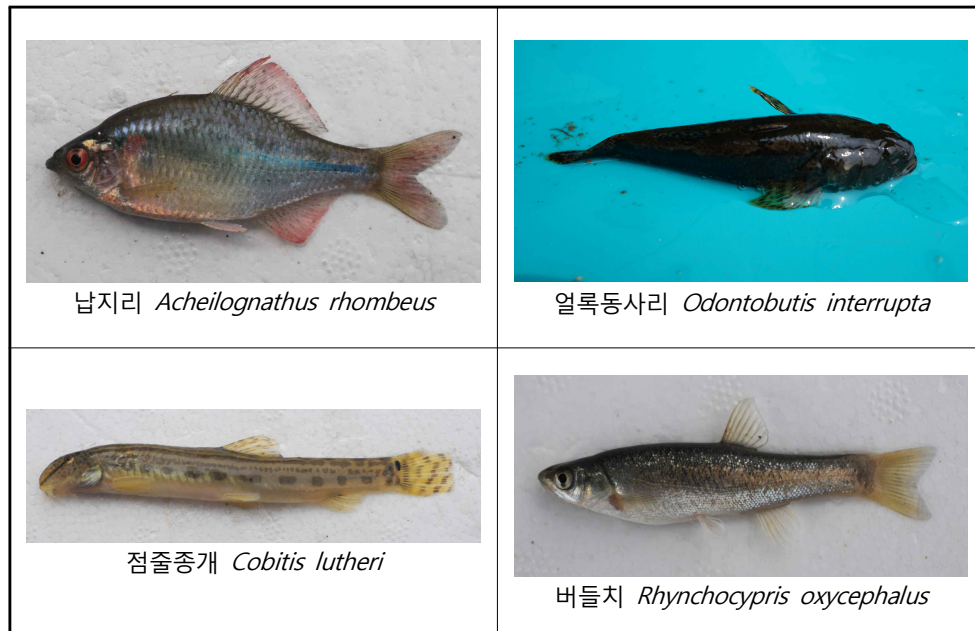 납지리 Acheilognathus rhombeus
얼록동사리 Odontobutis interrupta
점줄종개 Cobitis lutheri
버들치 Rhynchocypris oxycephalus